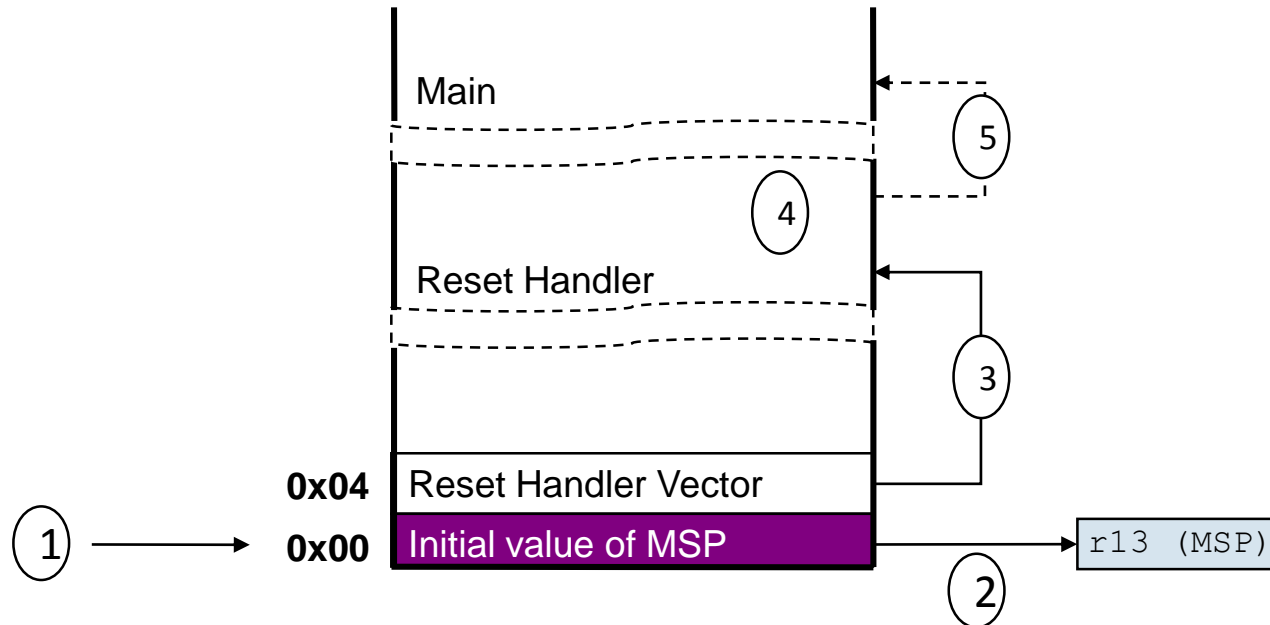 Main
5
4
Reset Handler
3
0x04 Reset Handler Vector
1 0x00 Initial value of MSP r13 (MSP)
2